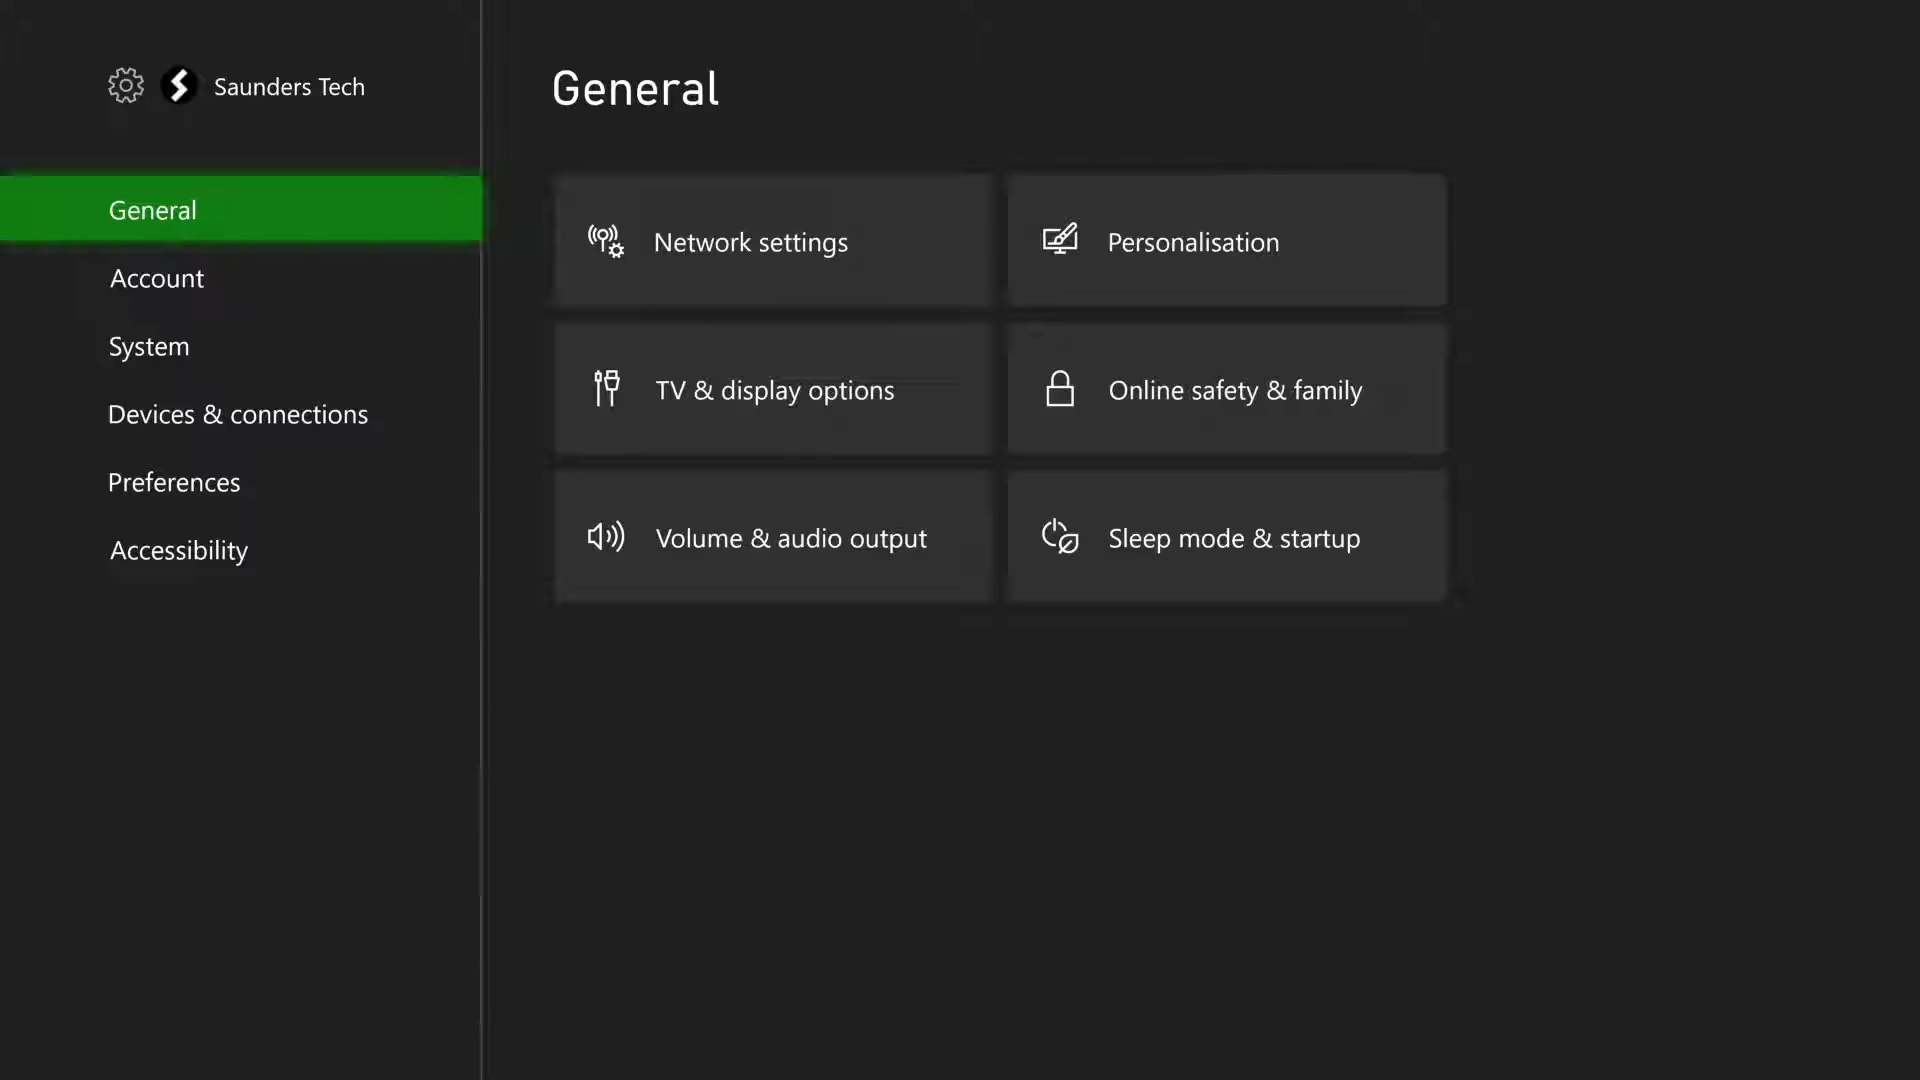 Saunders Tech
General
Account
System
Devices & connections
Preferences
Accessibility
General
Network settings
Personalisation
TV & display options
Online safety & family
Volume & audio output
Sleep mode & startup